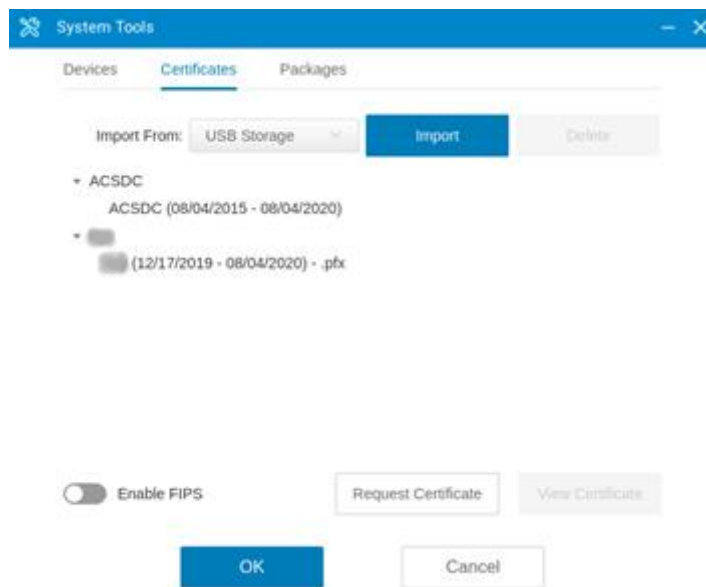 System Tools
Devices Certificates Packages
Import From: USB Storage Import Delete
ACSDC
ACSDC (08/04/2015 - 08/04/2020)
(12/17/2019 - 08/04/2020) - .pfx
Enable FIPS Request Certificate View Certificate
OK Cancel